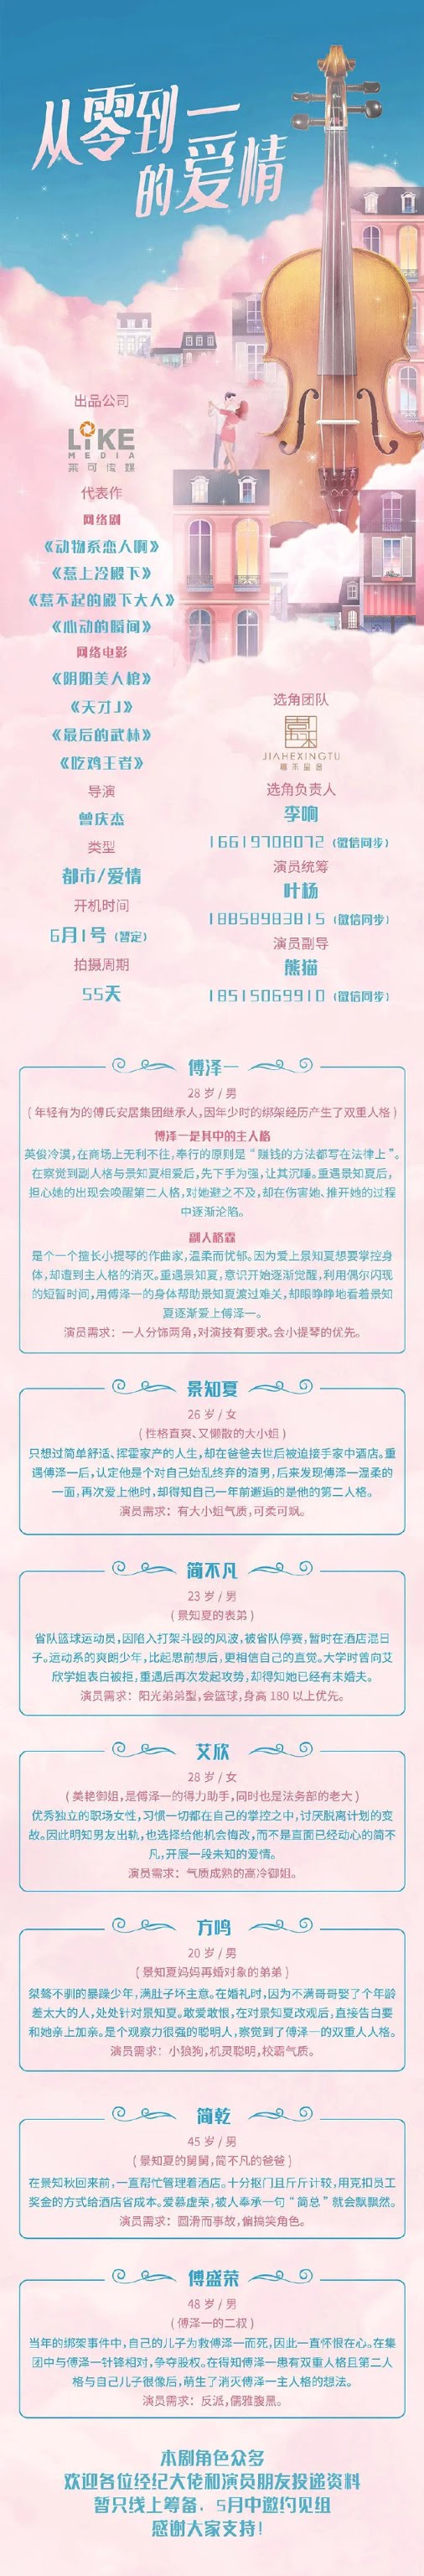 从零到一
的爱情
出品公司
LiKE
MEDIA
莱可传媒
代表作
网络剧
《动物系恋人啊》
《惹上冷殿下》
《惹不起的殿下大人》
《心动的瞬间》
网络电影
《阴阳美人棺》
《天才J》
《最后的武林》
《吃鸡王者》
导演
曾庆杰
类型
都市/爱情
开机时间
6月1号（暂定）
拍摄周期
55天
选角团队
JIAHEXINGTU
嘉禾星途
选角负责人
李响
16619708072（微信同步）
演员统筹
叶杨
18858983815（微信同步）
演员副导
熊猫
18515069910（微信同步）
傅泽一
28 岁 / 男
（ 年轻有为的傅氏安居集团继承人，因年少时的绑架经历产生了双重人格 ）
傅泽一是其中的主人格
英俊冷漠，在商场上无利不往，奉行的原则是“赚钱的方法都写在法律上”。
在察觉到副人格与景知夏相爱后，先下手为强，让其沉睡。重遇景知夏后，
担心她的出现会唤醒第二人格，对她避之不及，却在伤害她、推开她的过程
中逐渐沦陷。
副人格霖
是个一个擅长小提琴的作曲家，温柔而忧郁。因为爱上景知夏想要掌控身
体，却遭到主人格的消灭。重遇景知夏，意识开始逐渐觉醒，利用偶尔闪现
的短暂时间，用傅泽一的身体帮助景知夏渡过难关，却眼睁睁地看着景知
夏逐渐爱上傅泽一。
演员需求：一人分饰两角，对演技有要求。会小提琴的优先。
景知夏
26 岁 / 女
（ 性格直爽、又懒散的大小姐 ）
只想过简单舒适、挥霍家产的人生，却在爸爸去世后被迫接手家中酒店。重
遇傅泽一后，认定他是个对自己始乱终弃的渣男，后来发现傅泽一温柔的
一面，再次爱上他时，却得知自己一年前邂逅的是他的第二人格。
演员需求：有大小姐气质，可柔可飒。
简不凡
23 岁 / 男
（ 景知夏的表弟 ）
省队篮球运动员，因陷入打架斗殴的风波，被省队停赛，暂时在酒店混日
子。运动系的爽朗少年，比起思前想后，更相信自己的直觉。大学时曾向艾
欣学姐表白被拒，重遇后再次发起攻势，却得知她已经有未婚夫。
演员需求：阳光弟弟型，会篮球，身高 180 以上优先。
艾欣
28 岁 / 女
（ 美艳御姐，是傅泽一的得力助手，同时也是法务部的老大 ）
优秀独立的职场女性，习惯一切都在自己的掌控之中，讨厌脱离计划的变
故。因此明知男友出轨，也选择给他机会悔改，而不是直面已经动心的简不
凡，开展一段未知的爱情。
演员需求：气质成熟的高冷御姐。
方鸣
20 岁 / 男
（ 景知夏妈妈再婚对象的弟弟 ）
桀骜不驯的暴躁少年，满肚子坏主意。在婚礼时，因为不满哥哥娶了个年龄
差太大的人，处处针对景知夏。敢爱敢恨，在对景知夏改观后，直接告白要
和她亲上加亲。是个观察力很强的聪明人，察觉到了傅泽一的双重人人格。
演员需求：小狼狗，机灵聪明，校霸气质。
简乾
45 岁 / 男
（ 景知夏的舅舅，简不凡的爸爸 ）
在景知秋回来前，一直帮忙管理着酒店。十分抠门且斤斤计较，用克扣员工
奖金的方式给酒店省成本。爱慕虚荣，被人奉承一句“简总”就会飘飘然。
演员需求：圆滑而事故，偏搞笑角色。
傅盛荣
48 岁 / 男
（ 傅泽一的二叔 ）
当年的绑架事件中，自己的儿子为救傅泽一而死，因此一直怀恨在心。在集
团中与傅泽一针锋相对，争夺股权。在得知傅泽一患有双重人格且第二人
格与自己儿子很像后，萌生了消灭傅泽一主人格的想法。
演员需求：反派，儒雅腹黑。
本剧角色众多
欢迎各位经纪大佬和演员朋友投递资料
暂只线上筹备，5月中邀约见组
感谢大家支持！